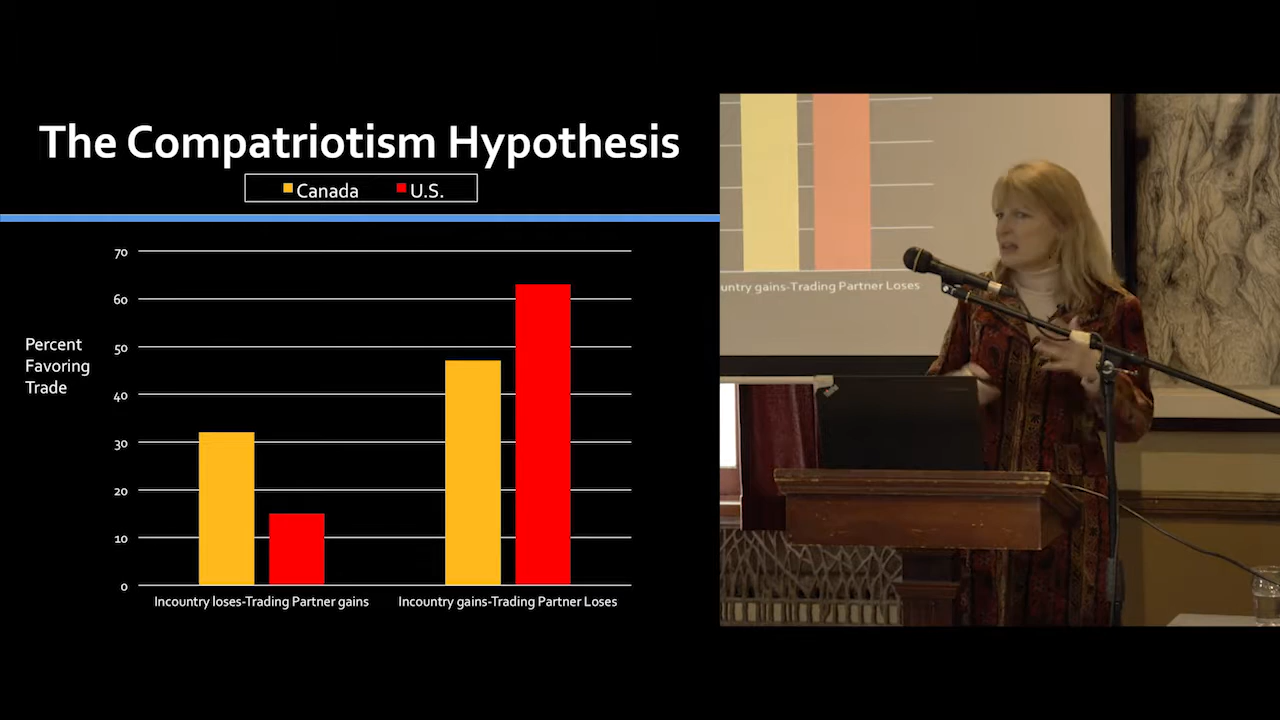 The Compatriotism Hypothesis
Canada U.S.
70
60
50
40
30
20
10
0
Percent
Favoring
Trade
Incountry loses-Trading Partner gains
Incountry gains-Trading Partner Loses
untry gains-Trading Partner Loses